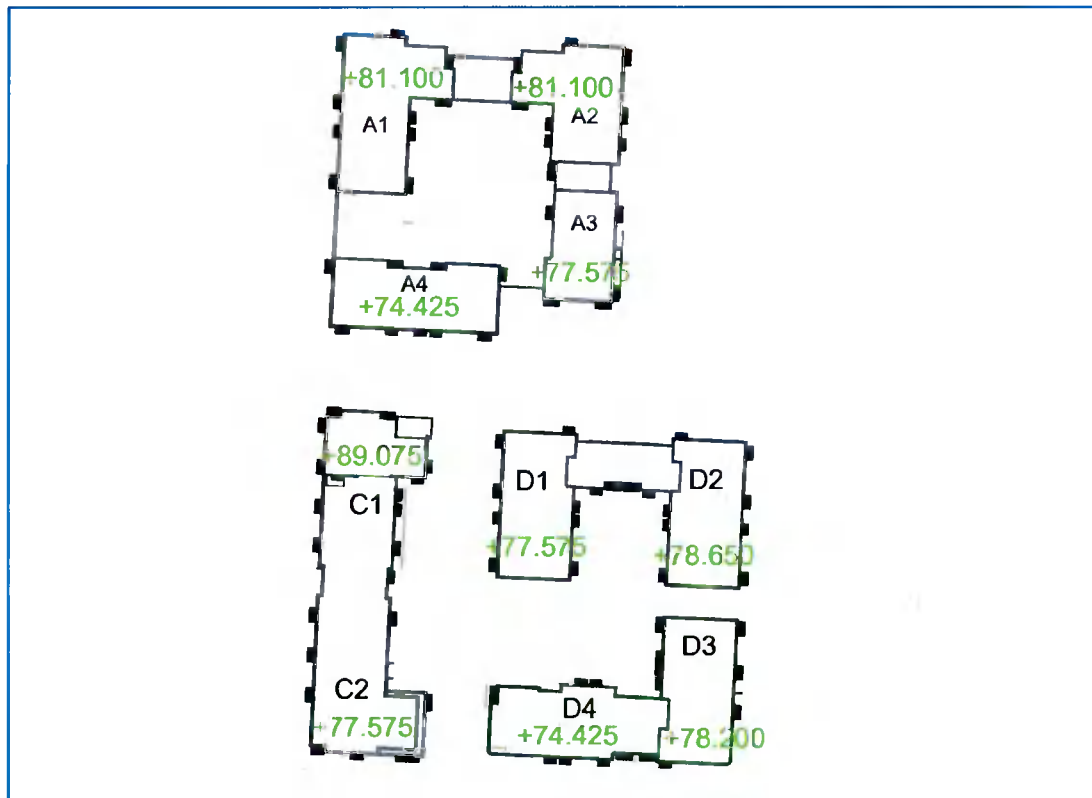 +81.100
+81.100
A1
A2
A3
+77.575
A4
+74.425
+89.075
C1
D1
D2
+77.575
+78.650
D3
C2
D4
+77.575
+74.425
+78.200